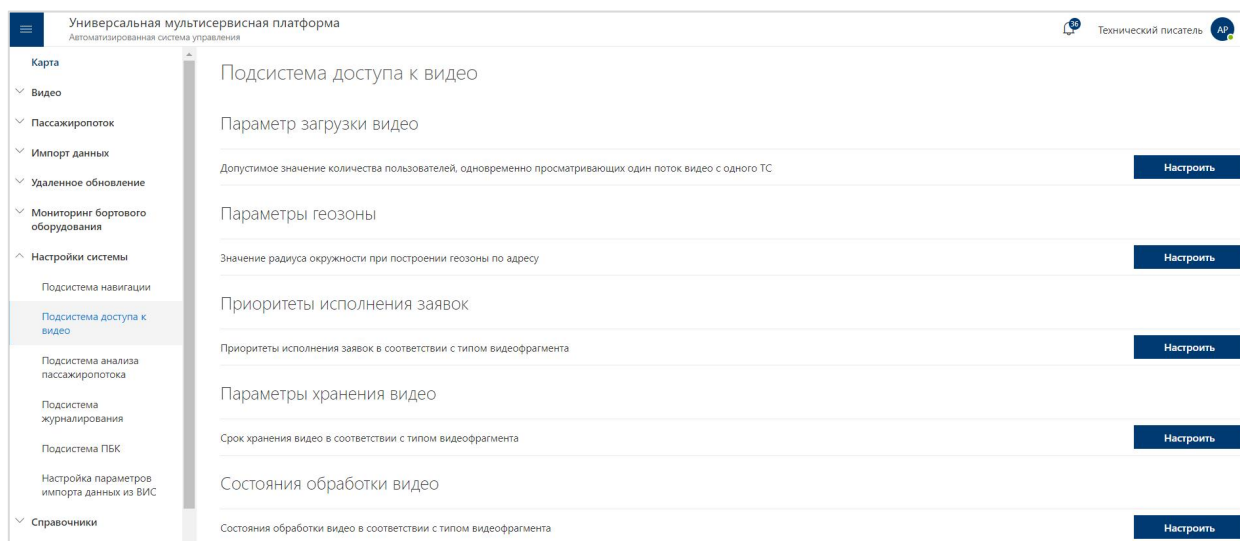 Универсальная мультисервисная платформа
Автоматизированная система управления
36
Технический писатель
AP
Карта
Видео
Пассажиропоток
Импорт данных
Удаленное обновление
Мониторинг бортового
оборудования
Настройки системы
Подсистема навигации
Подсистема доступа к
видео
Подсистема анализа
пассажиропотока
Подсистема
журналирования
Подсистема ПБК
Настройка параметров
импорта данных из ВИС
Справочники
Подсистема доступа к видео
Параметр загрузки видео
Допустимое значение количества пользователей, одновременно просматривающих один поток видео с одного ТС
Настроить
Параметры геозоны
Значение радиуса окружности при построении геозоны по адресу
Настроить
Приоритеты исполнения заявок
Приоритеты исполнения заявок в соответствии с типом видеофрагмента
Настроить
Параметры хранения видео
Срок хранения видео в соответствии с типом видеофрагмента
Настроить
Состояния обработки видео
Состояния обработки видео в соответствии с типом видеофрагмента
Настроить